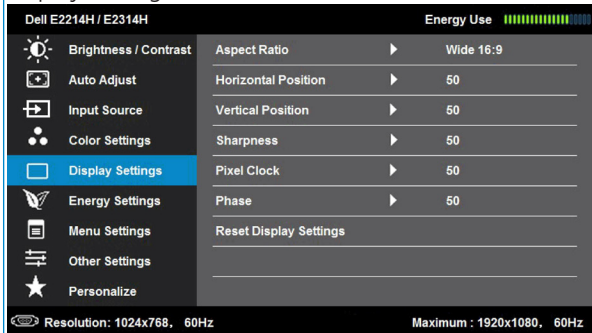 Dell E2214H / E2314H Energy Use
Brightness / Contrast Aspect Ratio Wide 16:9
Auto Adjust Horizontal Position 50
Input Source Vertical Position 50
Color Settings Sharpness 50
Display Settings Pixel Clock 50
Energy Settings Phase 50
Menu Settings Reset Display Settings
Other Settings
Personalize
Resolution: 1024x768, 60Hz Maximum : 1920x1080, 60Hz